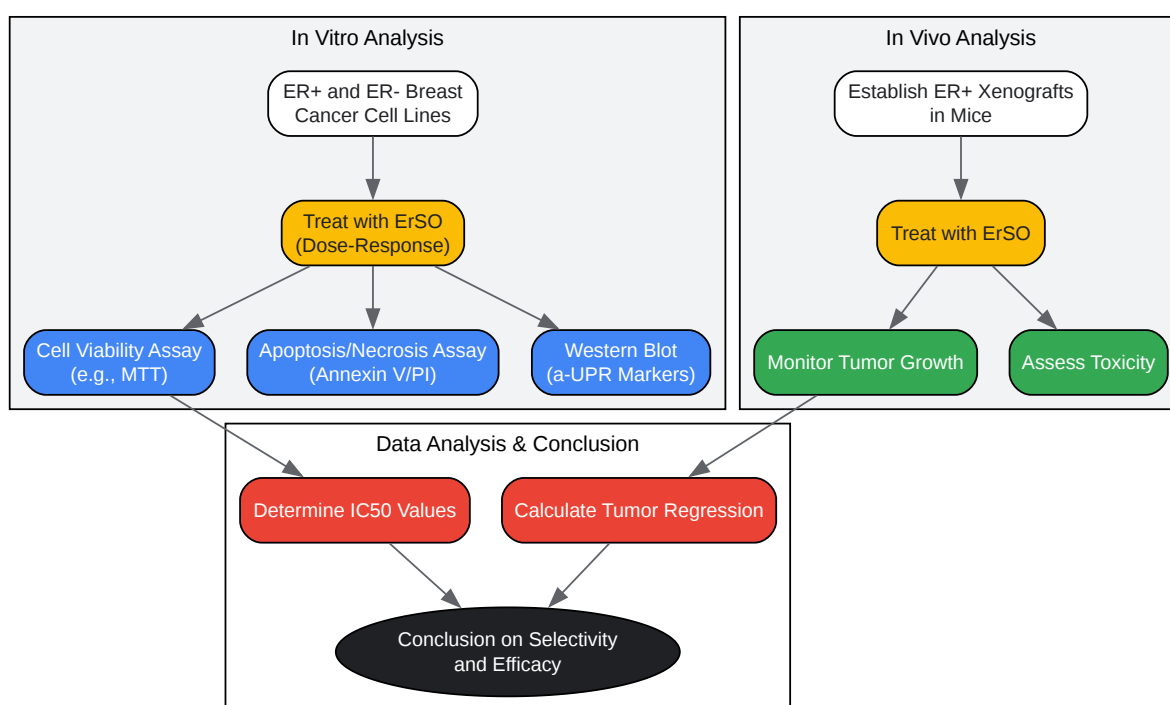 In Vitro Analysis
ER+ and ER- Breast
Cancer Cell Lines
Treat with ErSO
(Dose-Response)
Cell Viability Assay
(e.g., MTT)
Apoptosis/Necrosis Assay
(Annexin V/PI)
Western Blot
(a-UPR Markers)
In Vivo Analysis
Establish ER+ Xenografts
in Mice
Treat with ErSO
Monitor Tumor Growth
Assess Toxicity
Data Analysis & Conclusion
Determine IC50 Values
Calculate Tumor Regression
Conclusion on Selectivity
and Efficacy